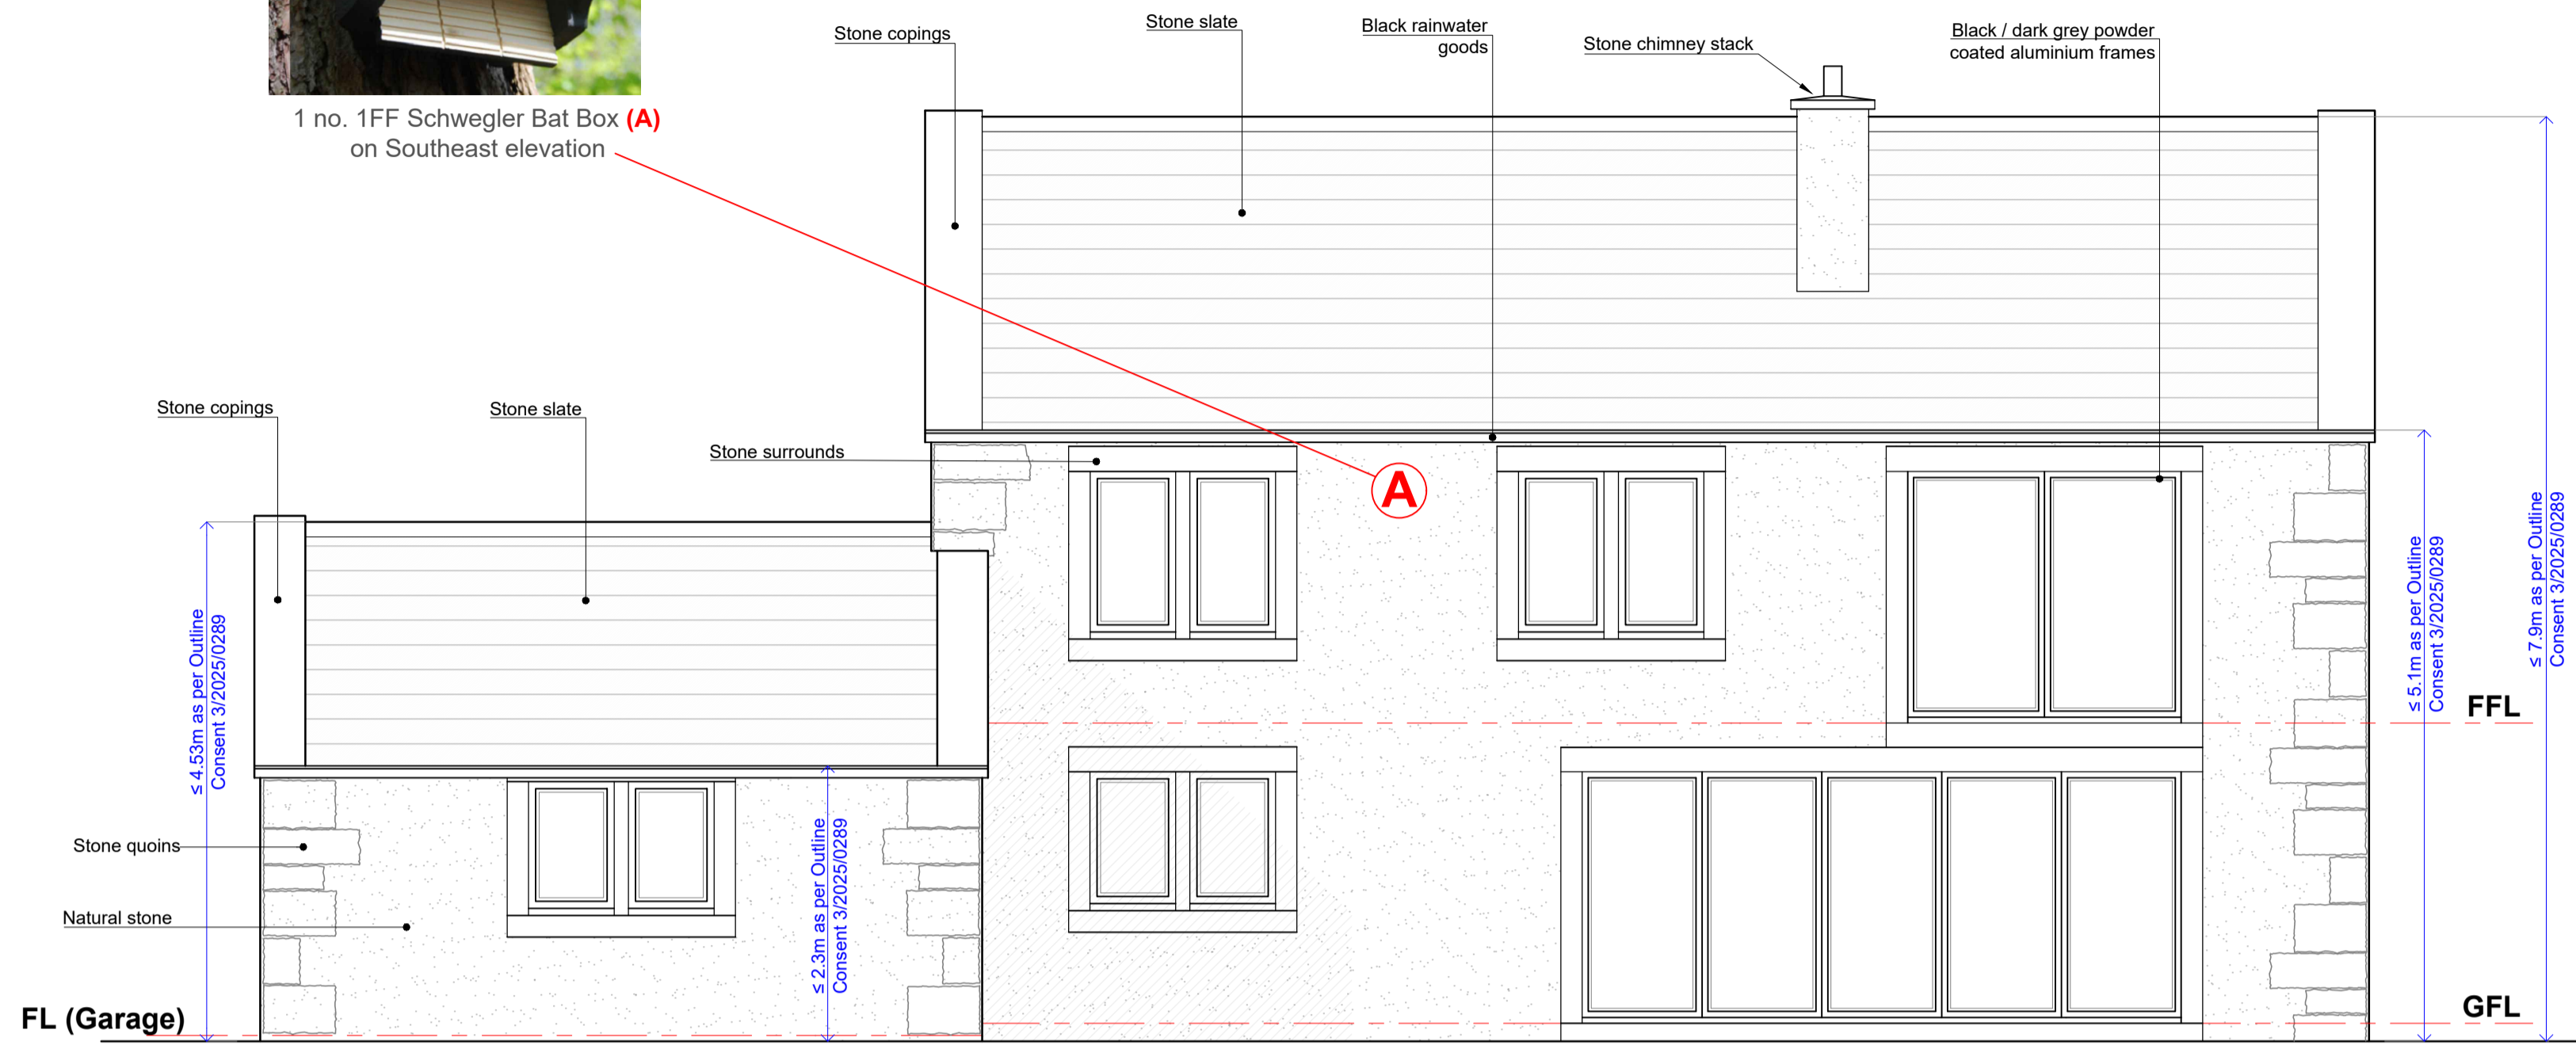 Stone copings
Stone slate
Black rainwater
goods
Stone chimney stack
Black / dark grey powder
coated aluminium frames
1 no. 1FF Schwegler Bat Box (A)
on Southeast elevation
Stone copings
Stone slate
Stone surrounds
A
≤ 4.53m as per Outline
Consent 3/2025/0289
≤ 2.3m as per Outline
Consent 3/2025/0289
≤ 5.1m as per Outline
Consent 3/2025/0289
≤ 7.9m as per Outline
Consent 3/2025/0289
FFL
Stone quoins
Natural stone
FL (Garage)
GFL